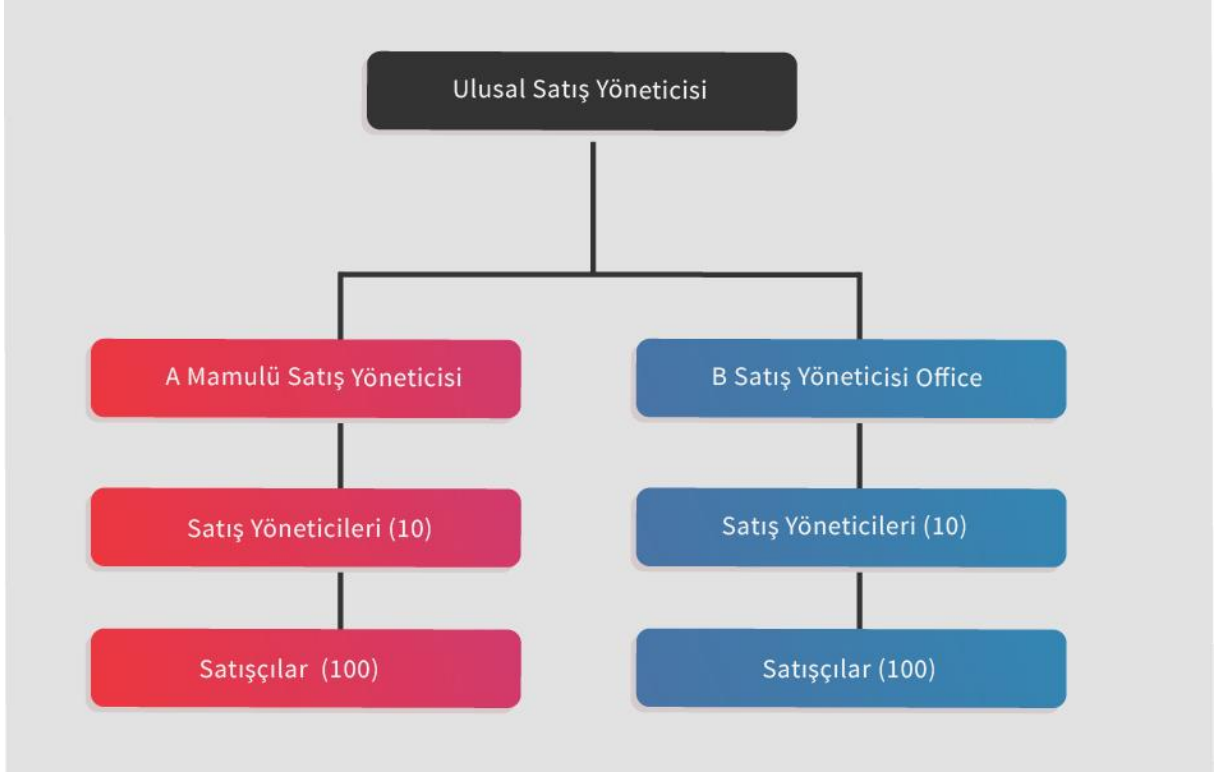 Ulusal Satış Yöneticisi
A Mamulü Satış Yöneticisi
B Satış Yöneticisi Office
Satış Yöneticileri (10)
Satış Yöneticileri (10)
Satışçılar (100)
Satışçılar (100)